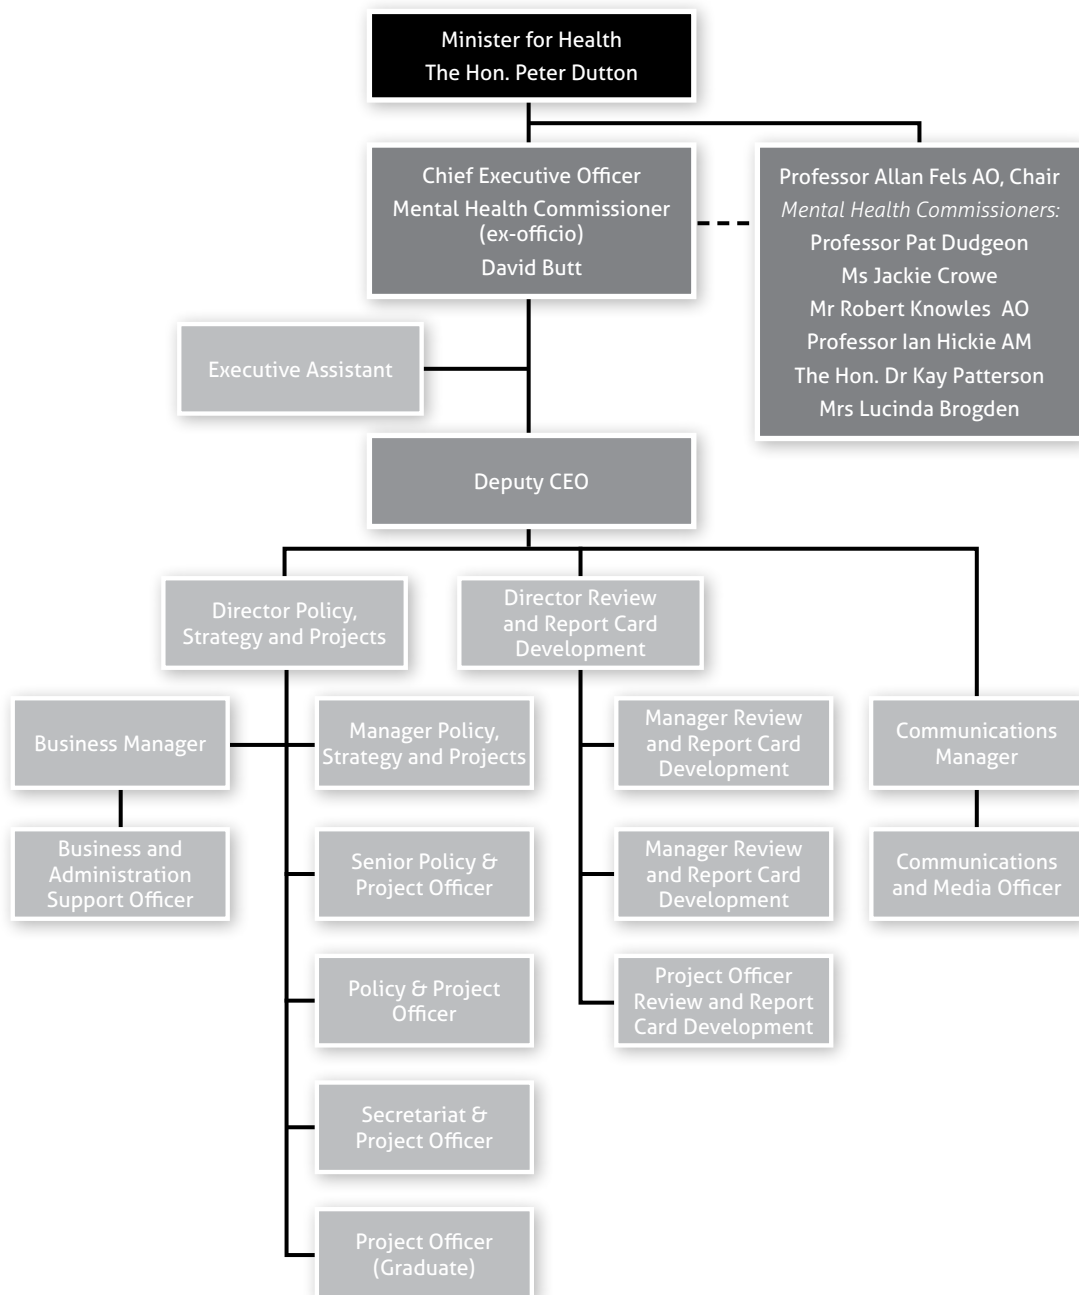 Minister for Health
The Hon. Peter Dutton
Chief Executive Officer
Mental Health Commissioner
(ex-officio)
David Butt
Professor Allan Fels AO, Chair
Mental Health Commissioners:
Professor Pat Dudgeon
Ms Jackie Crowe
Mr Robert Knowles AO
Professor Ian Hickie AM
The Hon. Dr Kay Patterson
Mrs Lucinda Brogden
Executive Assistant
Deputy CEO
Director Policy,
Strategy and Projects
Director Review
and Report Card
Development
Business Manager
Manager Policy,
Strategy and Projects
Manager Review
and Report Card
Development
Communications
Manager
Business and
Administration
Support Officer
Senior Policy &
Project Officer
Manager Review
and Report Card
Development
Communications
and Media Officer
Policy & Project
Officer
Project Officer
Review and Report
Card Development
Secretariat &
Project Officer
Project Officer
(Graduate)